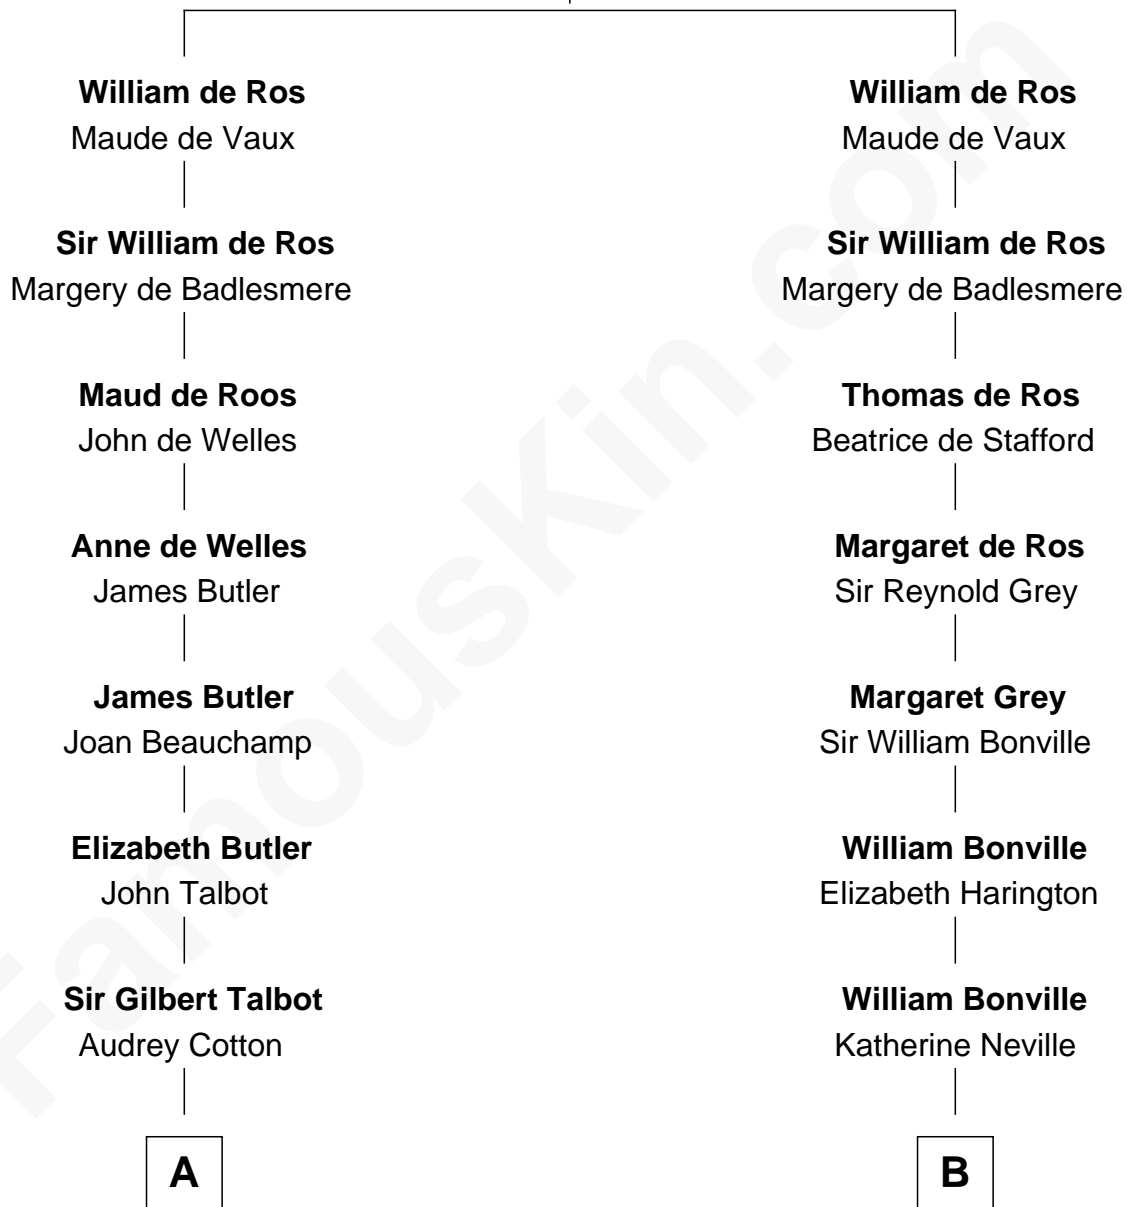 William de Ros
Maude de Vaux
Sir William de Ros
Margery de Badlesmere
Maud de Roos
John de Welles
Anne de Welles
James Butler
James Butler
Joan Beauchamp
Elizabeth Butler
John Talbot
Sir Gilbert Talbot
Audrey Cotton
A
William de Ros
Maude de Vaux
Sir William de Ros
Margery de Badlesmere
Thomas de Ros
Beatrice de Stafford
Margaret de Ros
Sir Reynold Grey
Margaret Grey
Sir William Bonville
William Bonville
Elizabeth Harington
William Bonville
Katherine Neville
B
FamousKin.com